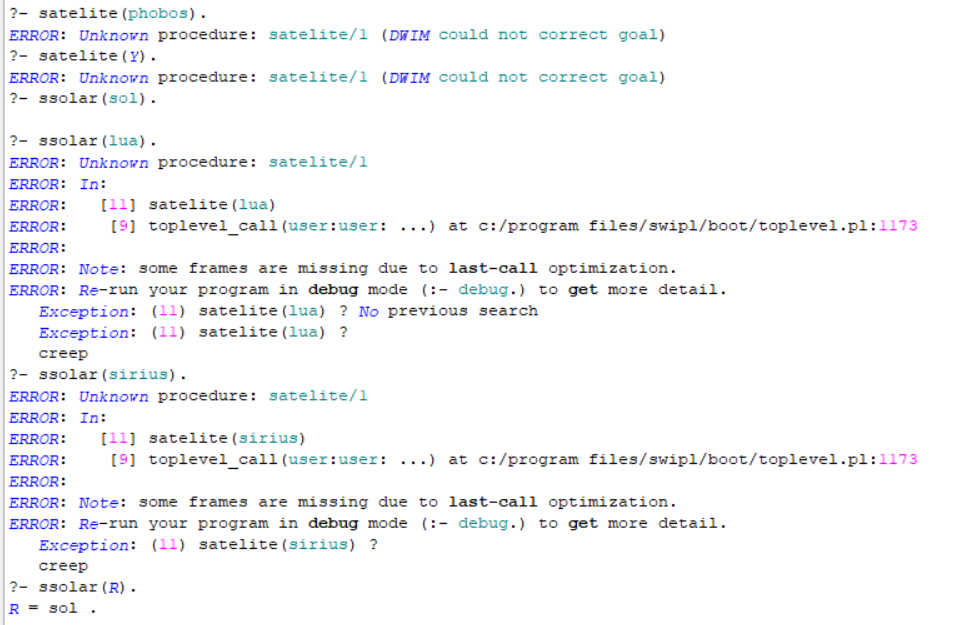 ?- satelite(phobos).
ERROR: Unknown procedure: satelite/1 (DWIM could not correct goal)
?- satelite(Y).
ERROR: Unknown procedure: satelite/1 (DWIM could not correct goal)
?- ssolar(sol).
?- ssolar(lua).
ERROR: Unknown procedure: satelite/1
ERROR: In:
ERROR:   [11] satelite(lua)
ERROR:    [9] toplevel_call(user:user: ...) at c:/program files/swipl/boot/toplevel.pl:1173
ERROR:
ERROR: Note: some frames are missing due to last-call optimization.
ERROR: Re-run your program in debug mode (:- debug.) to get more detail.
   Exception: (11) satelite(lua) ? No previous search
   Exception: (11) satelite(lua) ?
   creep
?- ssolar(sirius).
ERROR: Unknown procedure: satelite/1
ERROR: In:
ERROR:   [11] satelite(sirius)
ERROR:    [9] toplevel_call(user:user: ...) at c:/program files/swipl/boot/toplevel.pl:1173
ERROR:
ERROR: Note: some frames are missing due to last-call optimization.
ERROR: Re-run your program in debug mode (:- debug.) to get more detail.
   Exception: (11) satelite(sirius) ?
   creep
?- ssolar(R).
R = sol .